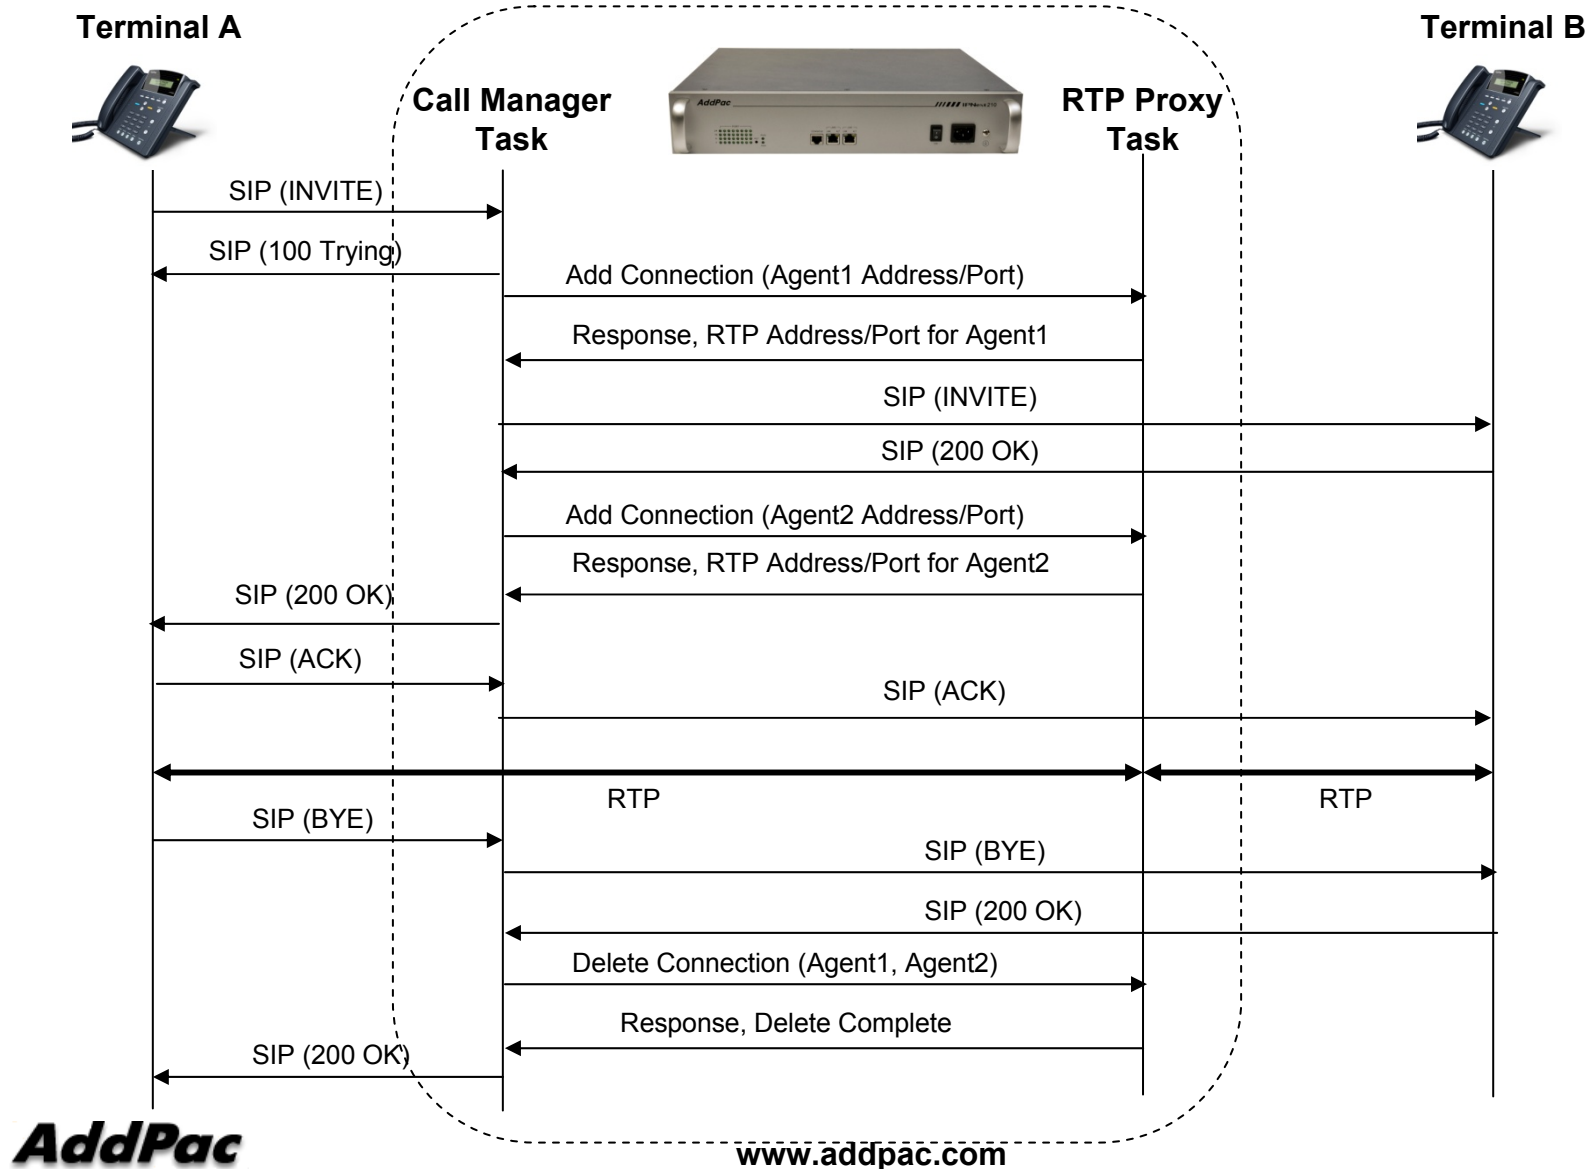 Terminal A
Terminal B
Call Manager
Task
AddPac
RTP Proxy
Task
SIP (INVITE)
SIP (100 Trying)
Add Connection (Agent1 Address/Port)
Response, RTP Address/Port for Agent1
SIP (INVITE)
SIP (200 OK)
Add Connection (Agent2 Address/Port)
Response, RTP Address/Port for Agent2
SIP (200 OK)
SIP (ACK)
SIP (ACK)
RTP
RTP
SIP (BYE)
SIP (BYE)
SIP (200 OK)
Delete Connection (Agent1, Agent2)
Response, Delete Complete
SIP (200 OK)
AddPac
www.addpac.com